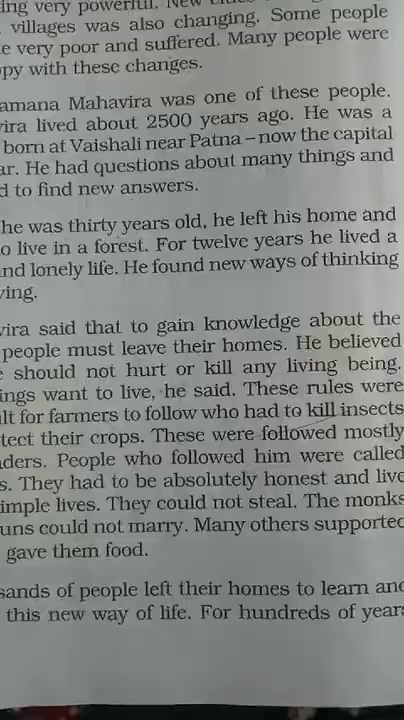 ing very powerful. New
villages was also changing. Some people
e very poor and suffered. Many people were
py with these changes.
amana Mahavira was one of these people.
vira lived about 2500 years ago. He was a
born at Vaishali near Patna – now the capital
ar. He had questions about many things and
d to find new answers.
he was thirty years old, he left his home and
o live in a forest. For twelve years he lived a
nd lonely life. He found new ways of thinking
ving.
vira said that to gain knowledge about the
people must leave their homes. He believed
e should not hurt or kill any living being.
ings want to live, he said. These rules were
ult for farmers to follow who had to kill insects
tect their crops. These were followed mostly
aders. People who followed him were called
s. They had to be absolutely honest and live
imple lives. They could not steal. The monks
uns could not marry. Many others supported
gave them food.
sands of people left their homes to learn and
this new way of life. For hundreds of years